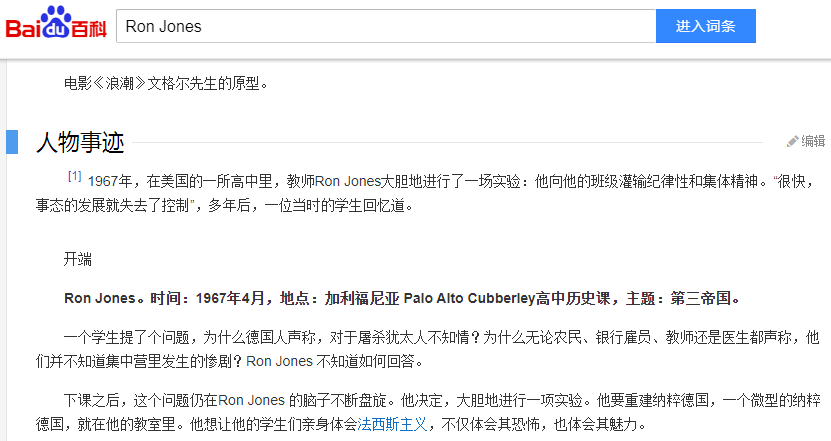 Bai du 百科
Ron Jones
进入词条
电影《浪潮》文格尔先生的原型。
人物事迹
编辑
[1] 1967年，在美国的一所高中里，教师Ron Jones大胆地进行了一场实验：他向他的班级灌输纪律性和集体精神。“很快，
事态的发展就失去了控制”，多年后，一位当时的学生回忆道。
开端
Ron Jones。时间：1967年4月，地点：加利福尼亚 Palo Alto Cubberley高中历史课，主题：第三帝国。
一个学生提了个问题，为什么德国人声称，对于屠杀犹太人不知情？为什么无论农民、银行雇员、教师还是医生都声称，他
们并不知道集中营里发生的惨剧？Ron Jones 不知道如何回答。
下课之后，这个问题仍在Ron Jones 的脑子不断盘旋。他决定，大胆地进行一项实验。他要重建纳粹德国，一个微型的纳粹
德国，就在他的教室里。他想让他的学生们亲身体会法西斯主义，不仅体会其恐怖，也体会其魅力。